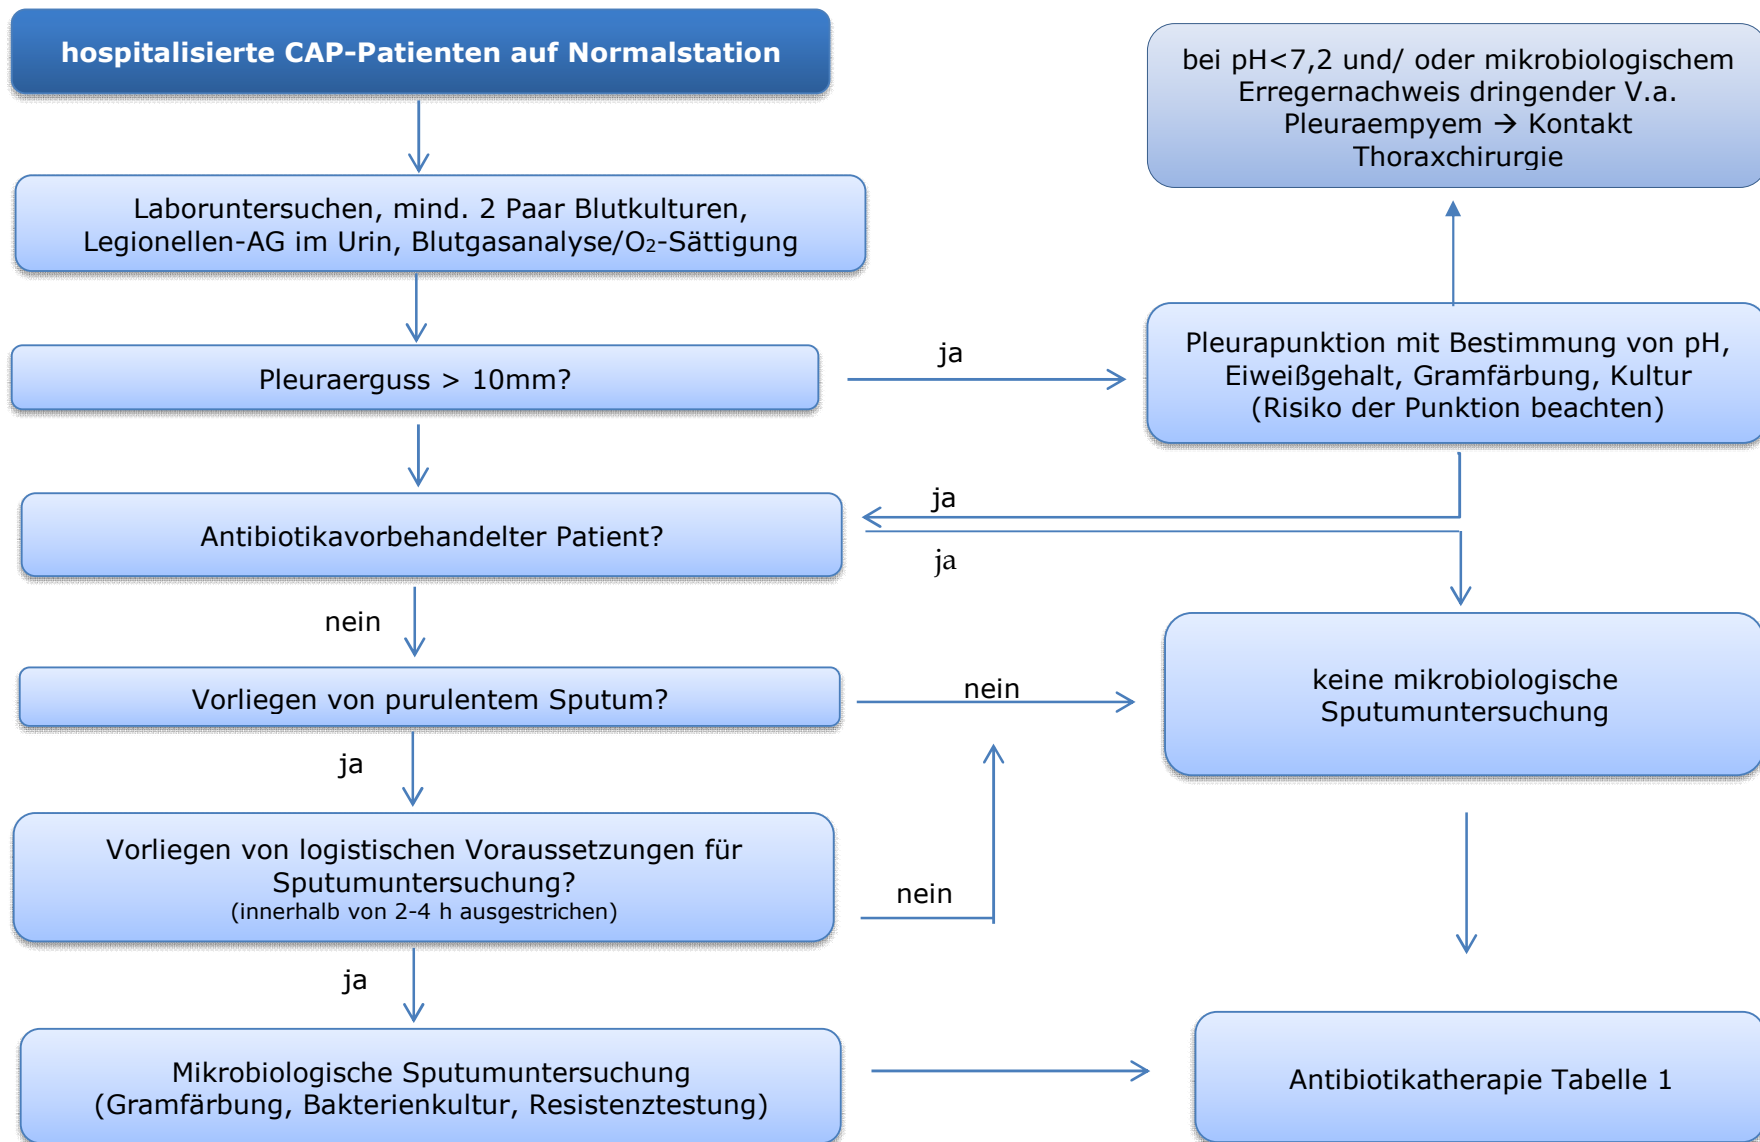 hospitalisierte CAP-Patienten auf Normalstation
bei pH<7,2 und/ oder mikrobiologischem
Erregernachweis dringender V.a.
Pleuraempyem → Kontakt
Thoraxchirurgie
Laboruntersuchen, mind. 2 Paar Blutkulturen,
Legionellen-AG im Urin, Blutgasanalyse/O₂-Sättigung
Pleuraerguss > 10mm?
ja
Pleurapunktion mit Bestimmung von pH,
Eiweißgehalt, Gramfärbung, Kultur
(Risiko der Punktion beachten)
Antibiotikavorbehandelter Patient?
ja
ja
nein
Vorliegen von purulentem Sputum?
nein
keine mikrobiologische
Sputumuntersuchung
ja
Vorliegen von logistischen Voraussetzungen für
Sputumuntersuchung?
(innerhalb von 2-4 h ausgestrichen)
nein
ja
Mikrobiologische Sputumuntersuchung
(Gramfärbung, Bakterienkultur, Resistenztestung)
Antibiotikatherapie Tabelle 1